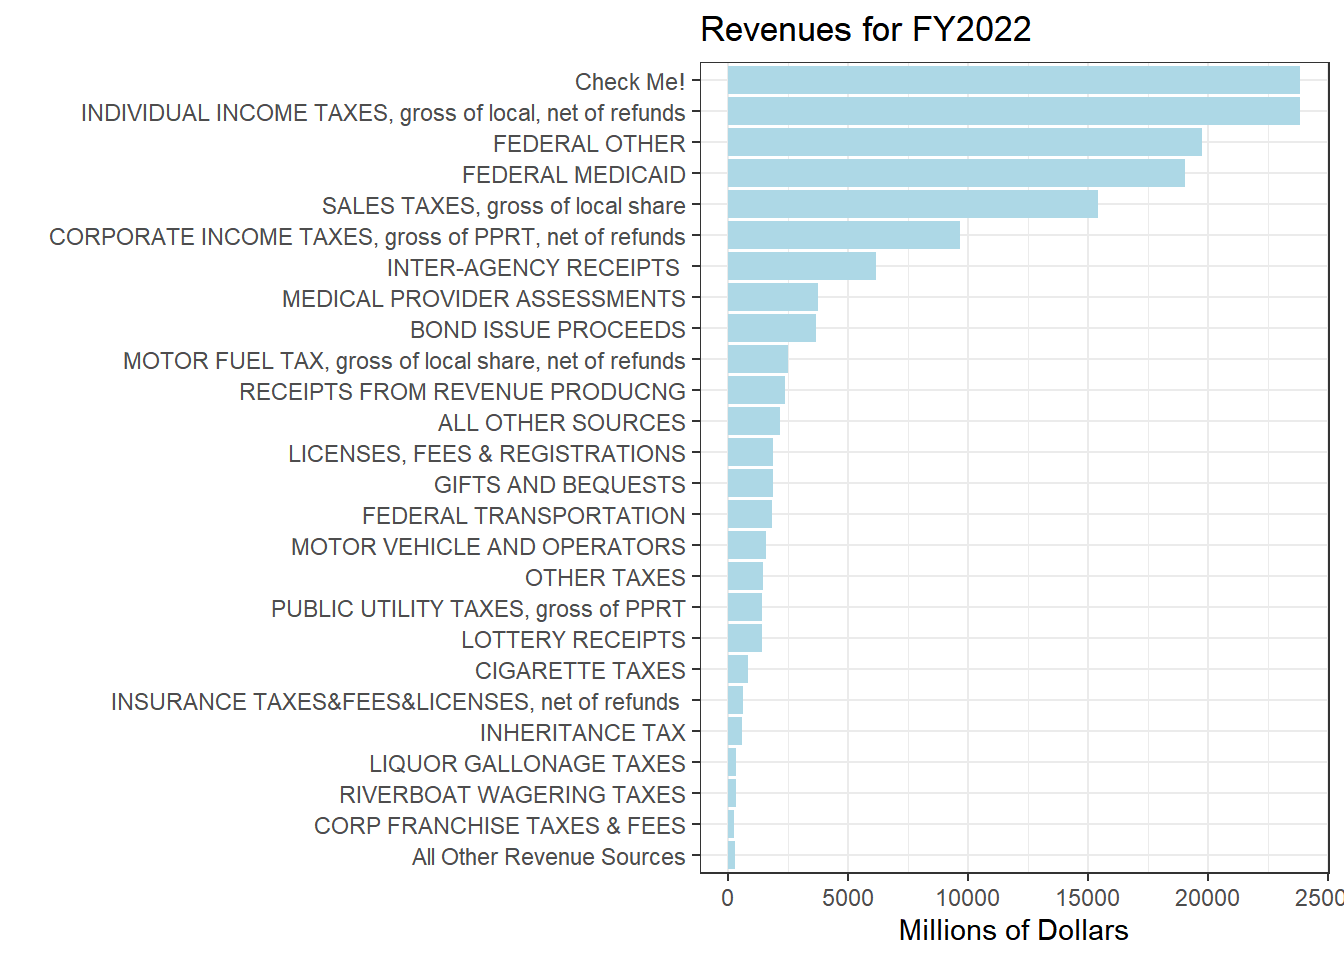 Revenues for FY2022
Check Me!
INDIVIDUAL INCOME TAXES, gross of local, net of refunds
FEDERAL OTHER
FEDERAL MEDICAID
SALES TAXES, gross of local share
CORPORATE INCOME TAXES, gross of PPRT, net of refunds
INTER-AGENCY RECEIPTS
MEDICAL PROVIDER ASSESSMENTS
BOND ISSUE PROCEEDS
MOTOR FUEL TAX, gross of local share, net of refunds
RECEIPTS FROM REVENUE PRODUCNG
ALL OTHER SOURCES
LICENSES, FEES & REGISTRATIONS
GIFTS AND BEQUESTS
FEDERAL TRANSPORTATION
MOTOR VEHICLE AND OPERATORS
OTHER TAXES
PUBLIC UTILITY TAXES, gross of PPRT
LOTTERY RECEIPTS
CIGARETTE TAXES
INSURANCE TAXES&FEES&LICENSES, net of refunds
INHERITANCE TAX
LIQUOR GALLONAGE TAXES
RIVERBOAT WAGERING TAXES
CORP FRANCHISE TAXES & FEES
All Other Revenue Sources
0 5000 10000 15000 20000 2500
Millions of Dollars